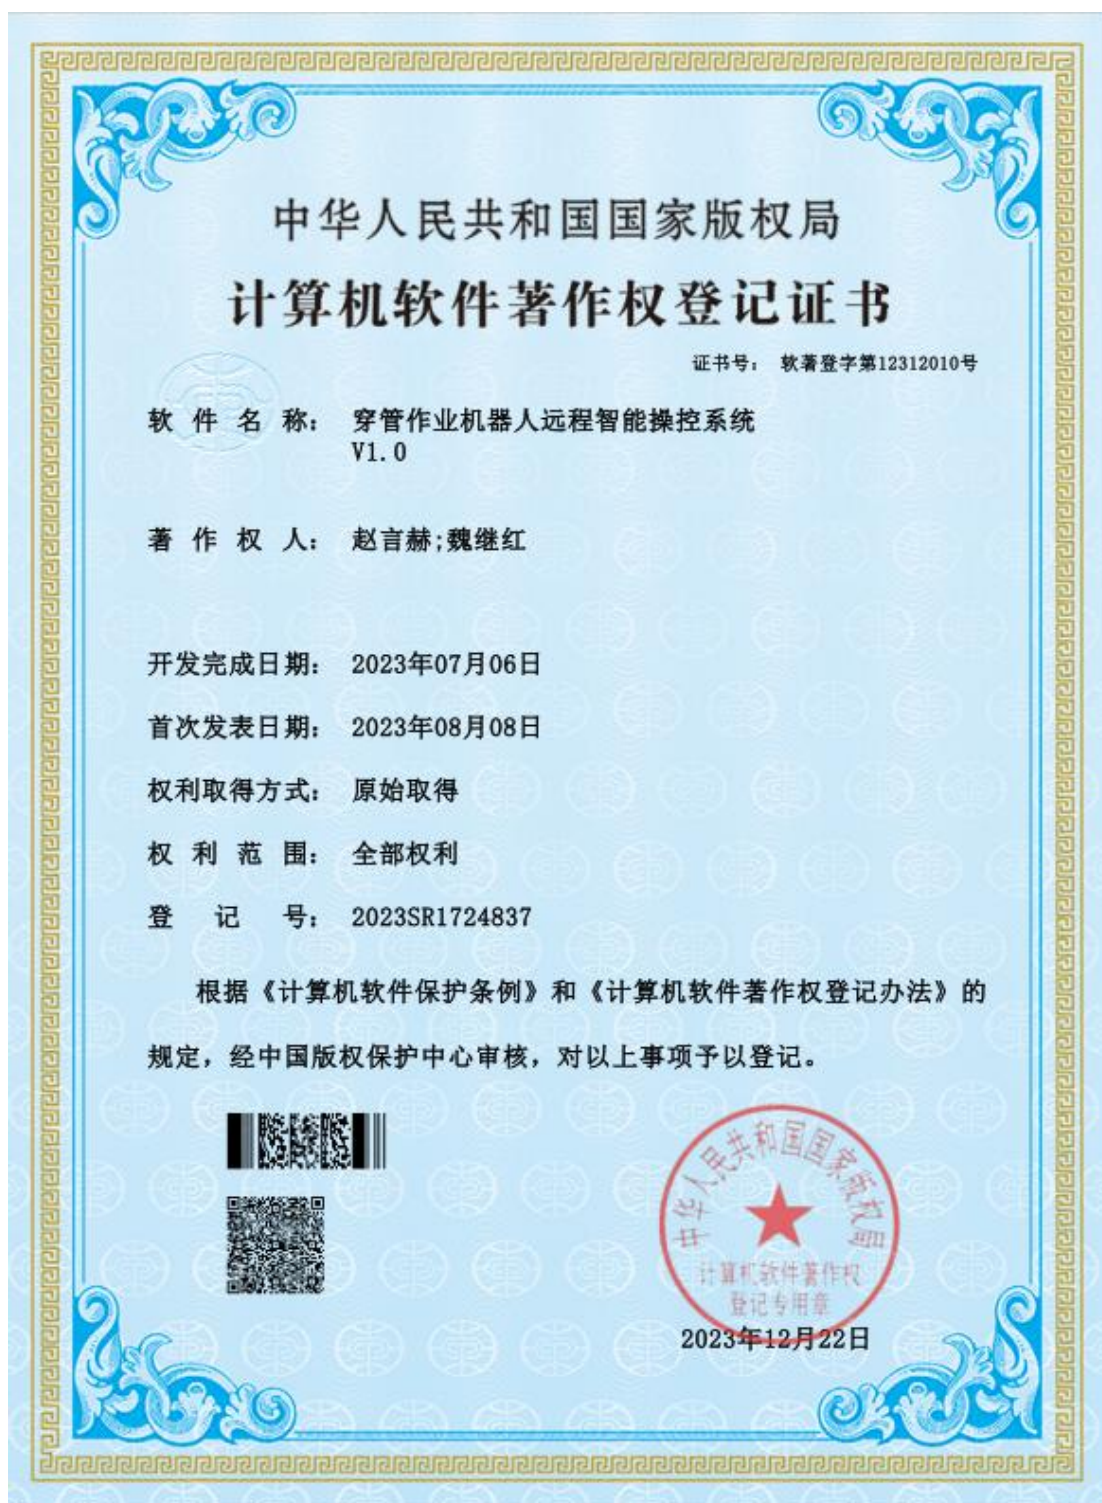 中华人民共和国国家版权局
计算机软件著作权登记证书
证书号： 软著登字第12312010号
软件名称： 穿管作业机器人远程智能操控系统
V1.0
著作权人： 赵言赫;魏继红
开发完成日期： 2023年07月06日
首次发表日期： 2023年08月08日
权利取得方式： 原始取得
权利范围： 全部权利
登记号： 2023SR1724837
根据《计算机软件保护条例》和《计算机软件著作权登记办法》的
规定，经中国版权保护中心审核，对以上事项予以登记。
中华人民共和国国家版权局
计算机软件著作权
登记专用章
2023年12月22日